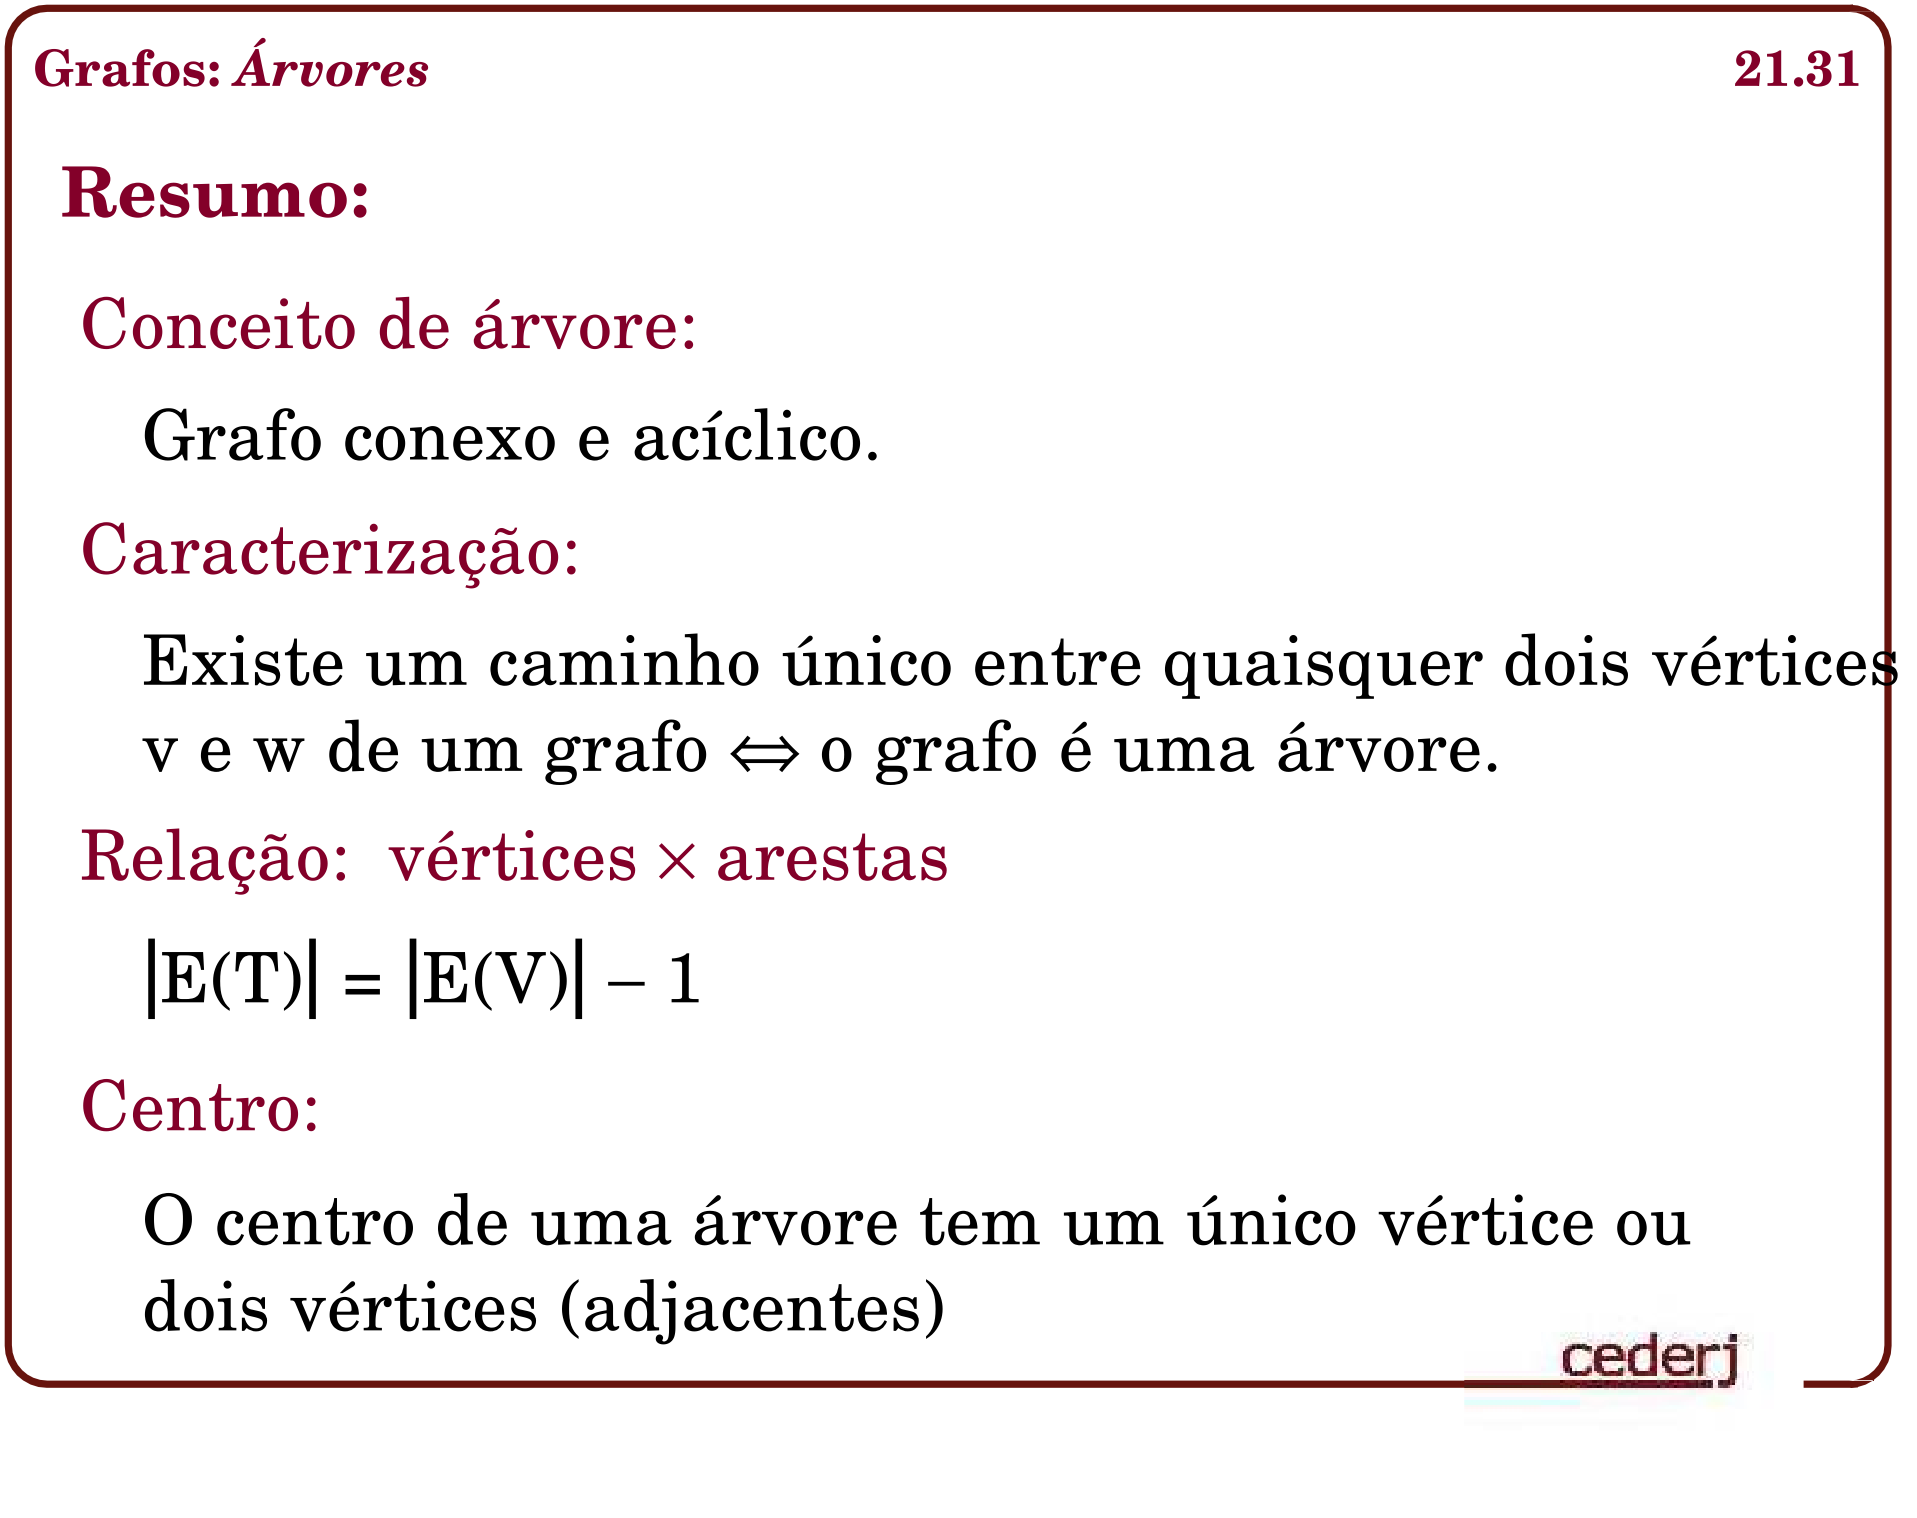 Grafos: Árvores 21.31
Resumo:
Conceito de árvore:
Grafo conexo e acíclico.
Caracterização:
Existe um caminho único entre quaisquer dois vértices
v e w de um grafo ⇔ o grafo é uma árvore.
Relação: vértices × arestas
|E(T)| = |E(V)| – 1
Centro:
O centro de uma árvore tem um único vértice ou
dois vértices (adjacentes)
cederj